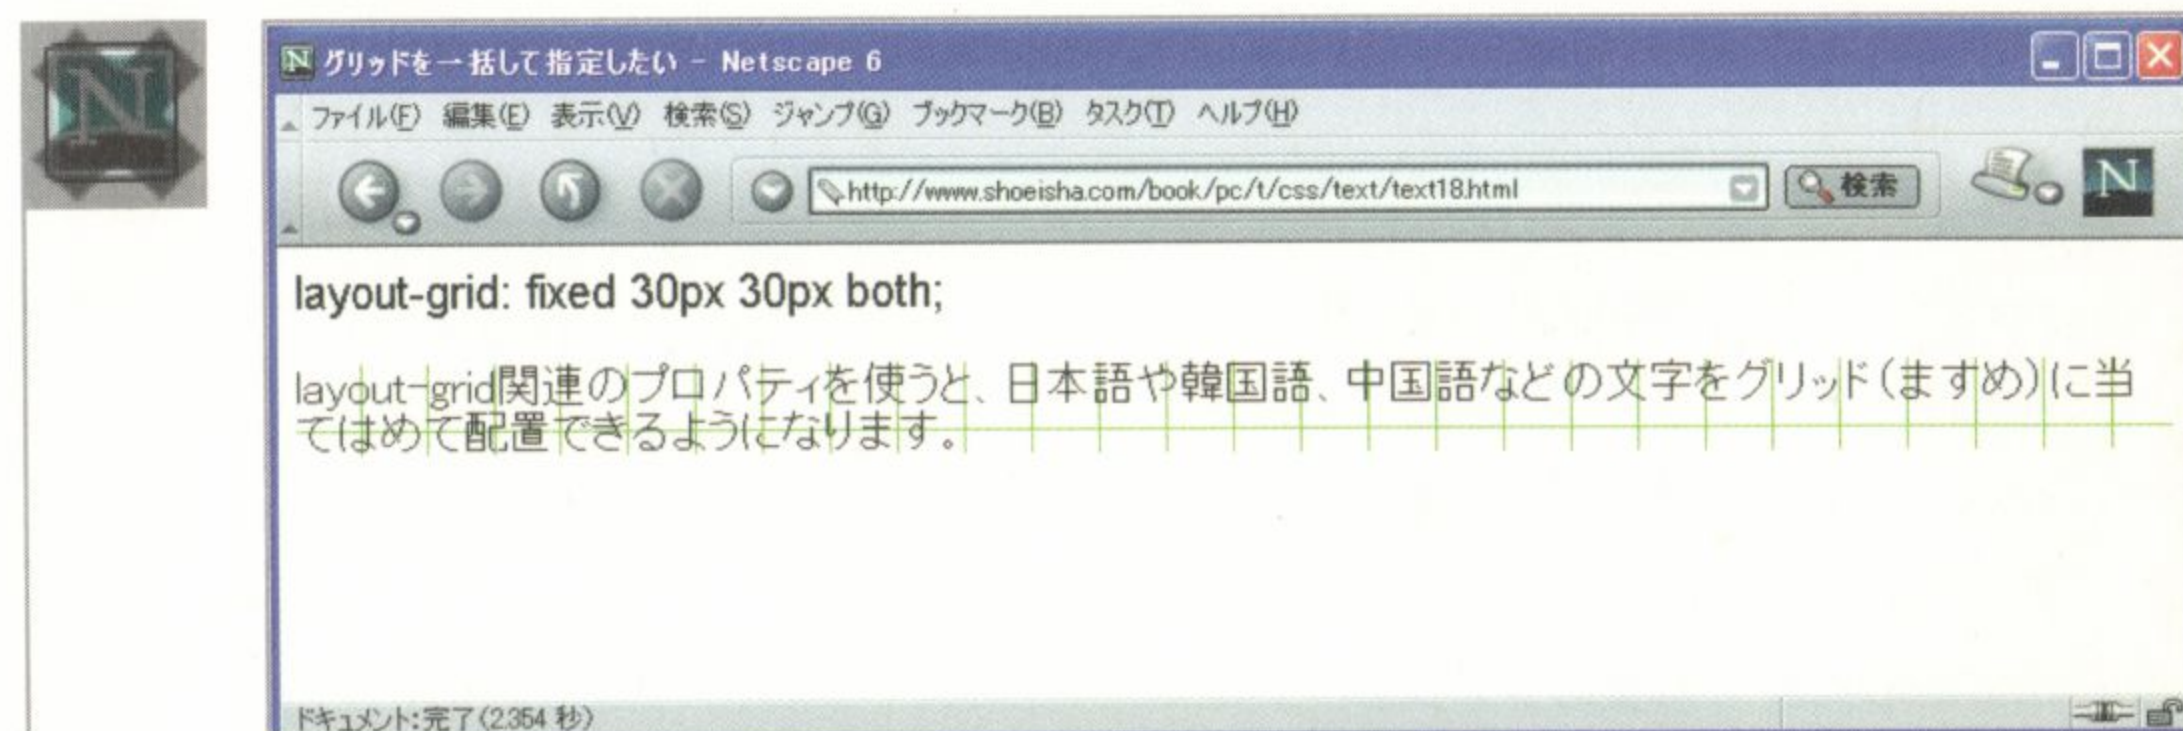 N
グリッドを一括して指定したい - Netscape 6
ファイル(F) 編集(E) 表示(V) 検索(S) ジャンプ(G) ブックマーク(B) タスク(T) ヘルプ(H)
http://www.shoeisha.com/book/pc/t/css/text/text18.html 検索 N
layout-grid: fixed 30px 30px both;
layout-grid関連のプロパティを使うと、日本語や韓国語、中国語などの文字をグリッド(ますめ)に当
てはめて配置できるようになります。
ドキュメント:完了(2.354 秒)